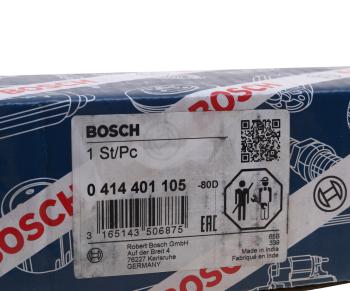 BOSCH
1 St/Pc
0 414 401 105 -80D
3 165143 506875
EAC
Robert Bosch GmbH
Auf der Breit 4
76227 Karlsruhe
GERMANY
Made in India
Fabriqué en Inde
BOSCH
BOSCH